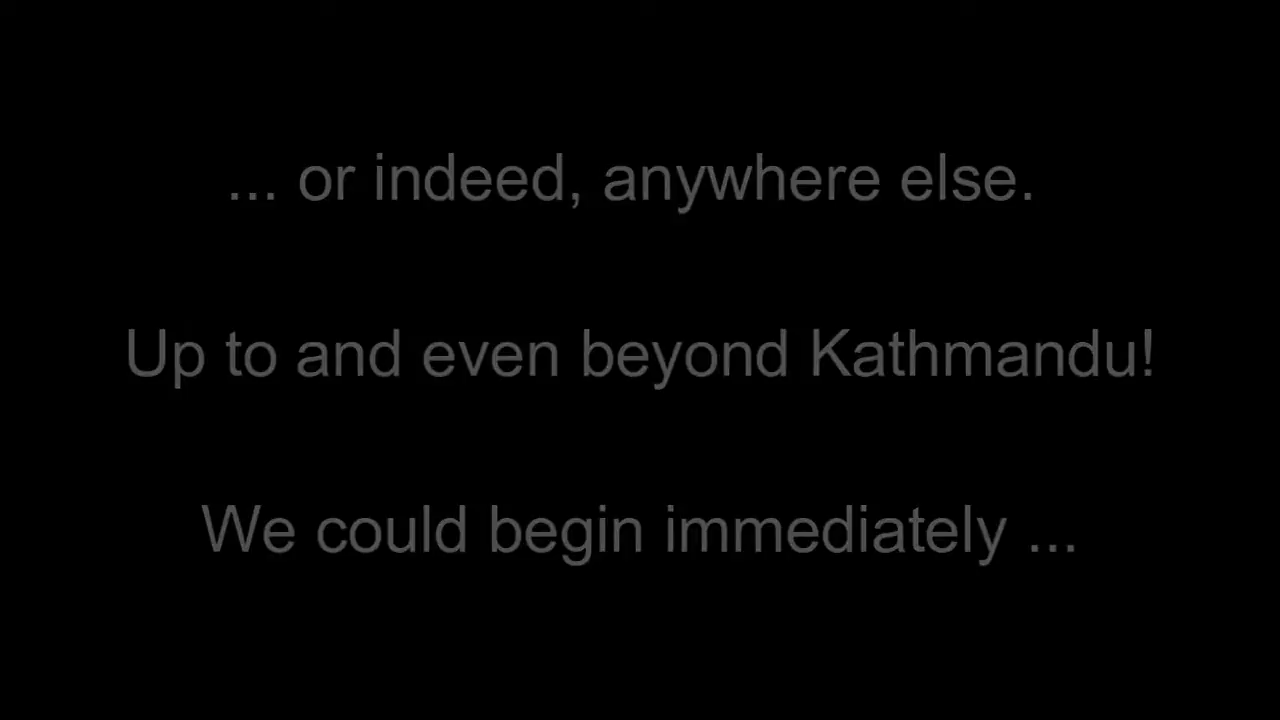 ... or indeed, anywhere else.
Up to and even beyond Kathmandu!
We could begin immediately ...